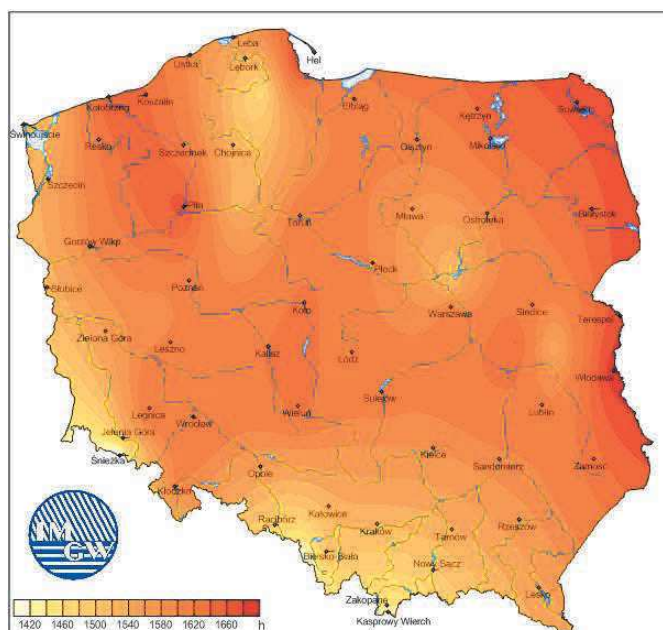 Łeba
Hel
Ustka
Lębork
Kołobrzeg
Koszalin
Elbląg
Kętrzyn
Suwałki
Świnoujście
Resko
Szczecinek
Chojnice
Olsztyn
Mikołajki
Szczecin
Piła
Toruń
Mława
Ostrołęka
Białystok
Gorzów Wlkp
Płock
Słubice
Poznań
Koło
Warszawa
Siedlce
Terespol
Zielona Góra
Leszno
Kalisz
Łódź
Włodawa
Legnica
Wrocław
Wieluń
Sulejów
Lublin
Jelenia Góra
Śnieżka
Opole
Kielce
Sandomierz
Zamość
Kłodzko
Racibórz
Katowice
Kraków
Tarnów
Rzeszów
Bielsko-Biała
Nowy Sącz
Lesko
Zakopane
Kasprowy Wierch
IM
GW
1420 1460 1500 1540 1580 1620 1660 h